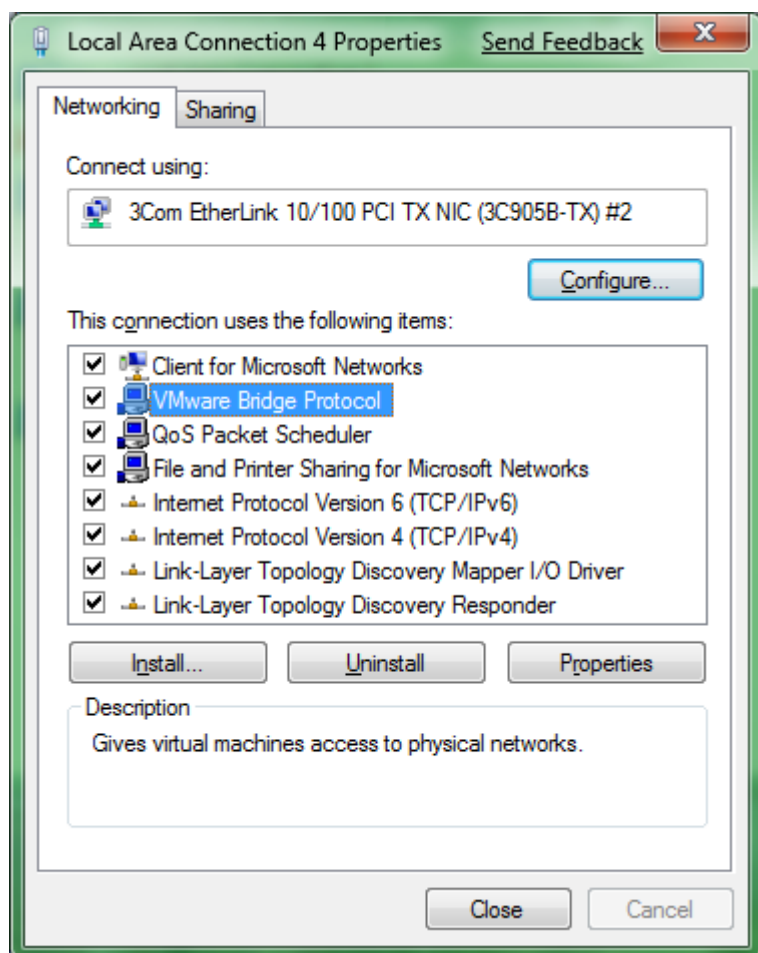 Local Area Connection 4 Properties Send Feedback
Networking Sharing
Connect using:
3Com EtherLink 10/100 PCI TX NIC (3C905B-TX) #2
Configure...
This connection uses the following items:
Client for Microsoft Networks
VMware Bridge Protocol
QoS Packet Scheduler
File and Printer Sharing for Microsoft Networks
Internet Protocol Version 6 (TCP/IPv6)
Internet Protocol Version 4 (TCP/IPv4)
Link-Layer Topology Discovery Mapper I/O Driver
Link-Layer Topology Discovery Responder
Install... Uninstall Properties
Description
Gives virtual machines access to physical networks.
Close Cancel